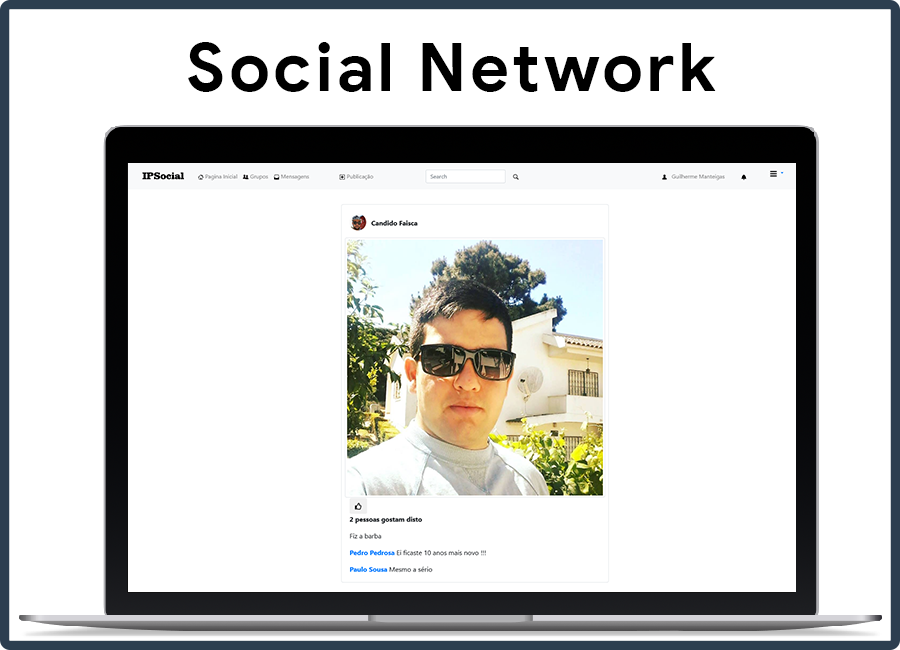 Social Network
IPSocial Pagina Inicial Grupos Mensagens Publicação Search Guilherme Manteigas
Candido Faisca
2 pessoas gostam disto
Fiz a barba
Pedro Pedrosa Ei ficaste 10 anos mais novo !!!
Paulo Sousa Mesmo a sério